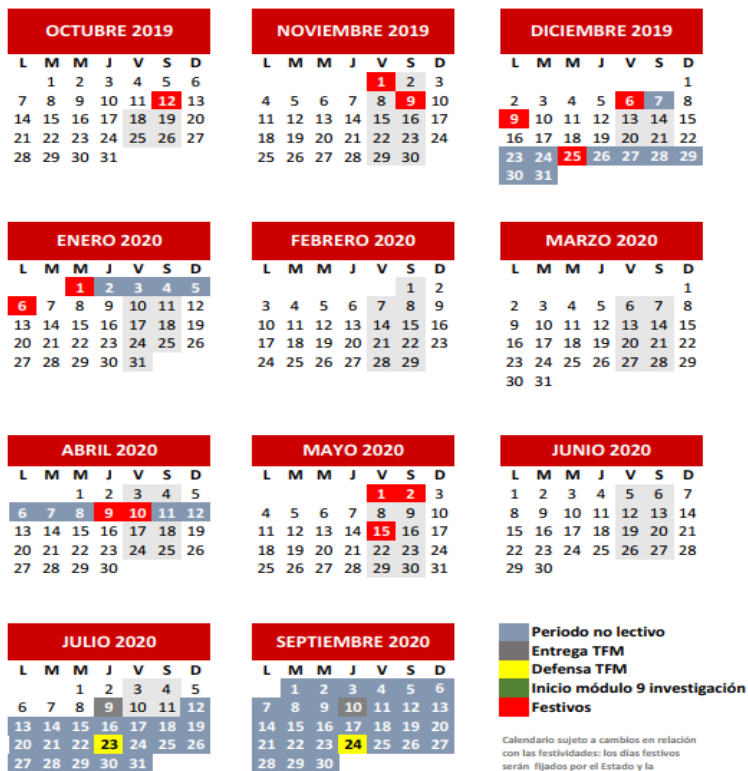 OCTUBRE 2019
L M M J V S D
1 2 3 4 5 6
7 8 9 10 11 12 13
14 15 16 17 18 19 20
21 22 23 24 25 26 27
28 29 30 31
NOVIEMBRE 2019
L M M J V S D
1 2 3
4 5 6 7 8 9 10
11 12 13 14 15 16 17
18 19 20 21 22 23 24
25 26 27 28 29 30
DICIEMBRE 2019
L M M J V S D
1
2 3 4 5 6 7 8
9 10 11 12 13 14 15
16 17 18 19 20 21 22
23 24 25 26 27 28 29
30 31
ENERO 2020
L M M J V S D
1 2 3 4 5
6 7 8 9 10 11 12
13 14 15 16 17 18 19
20 21 22 23 24 25 26
27 28 29 30 31
FEBRERO 2020
L M M J V S D
1 2
3 4 5 6 7 8 9
10 11 12 13 14 15 16
17 18 19 20 21 22 23
24 25 26 27 28 29
MARZO 2020
L M M J V S D
1
2 3 4 5 6 7 8
9 10 11 12 13 14 15
16 17 18 19 20 21 22
23 24 25 26 27 28 29
30 31
ABRIL 2020
L M M J V S D
1 2 3 4 5
6 7 8 9 10 11 12
13 14 15 16 17 18 19
20 21 22 23 24 25 26
27 28 29 30
MAYO 2020
L M M J V S D
1 2 3
4 5 6 7 8 9 10
11 12 13 14 15 16 17
18 19 20 21 22 23 24
25 26 27 28 29 30 31
JUNIO 2020
L M M J V S D
1 2 3 4 5 6 7
8 9 10 11 12 13 14
15 16 17 18 19 20 21
22 23 24 25 26 27 28
29 30
JULIO 2020
L M M J V S D
1 2 3 4 5
6 7 8 9 10 11 12
13 14 15 16 17 18 19
20 21 22 23 24 25 26
27 28 29 30 31
SEPTIEMBRE 2020
L M M J V S D
1 2 3 4 5 6
7 8 9 10 11 12 13
14 15 16 17 18 19 20
21 22 23 24 25 26 27
28 29 30
Periodo no lectivo
Entrega TFM
Defensa TFM
Inicio módulo 9 investigación
Festivos
Calendario sujeto a cambios en relación
con las festividades: los días festivos
serán fijados por el Estado y la